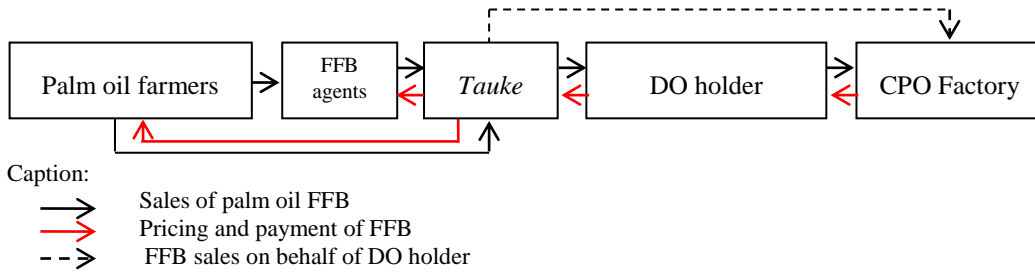 Palm oil farmers
FFB
agents
Tauke
DO holder
CPO Factory
Caption:
Sales of palm oil FFB
Pricing and payment of FFB
FFB sales on behalf of DO holder